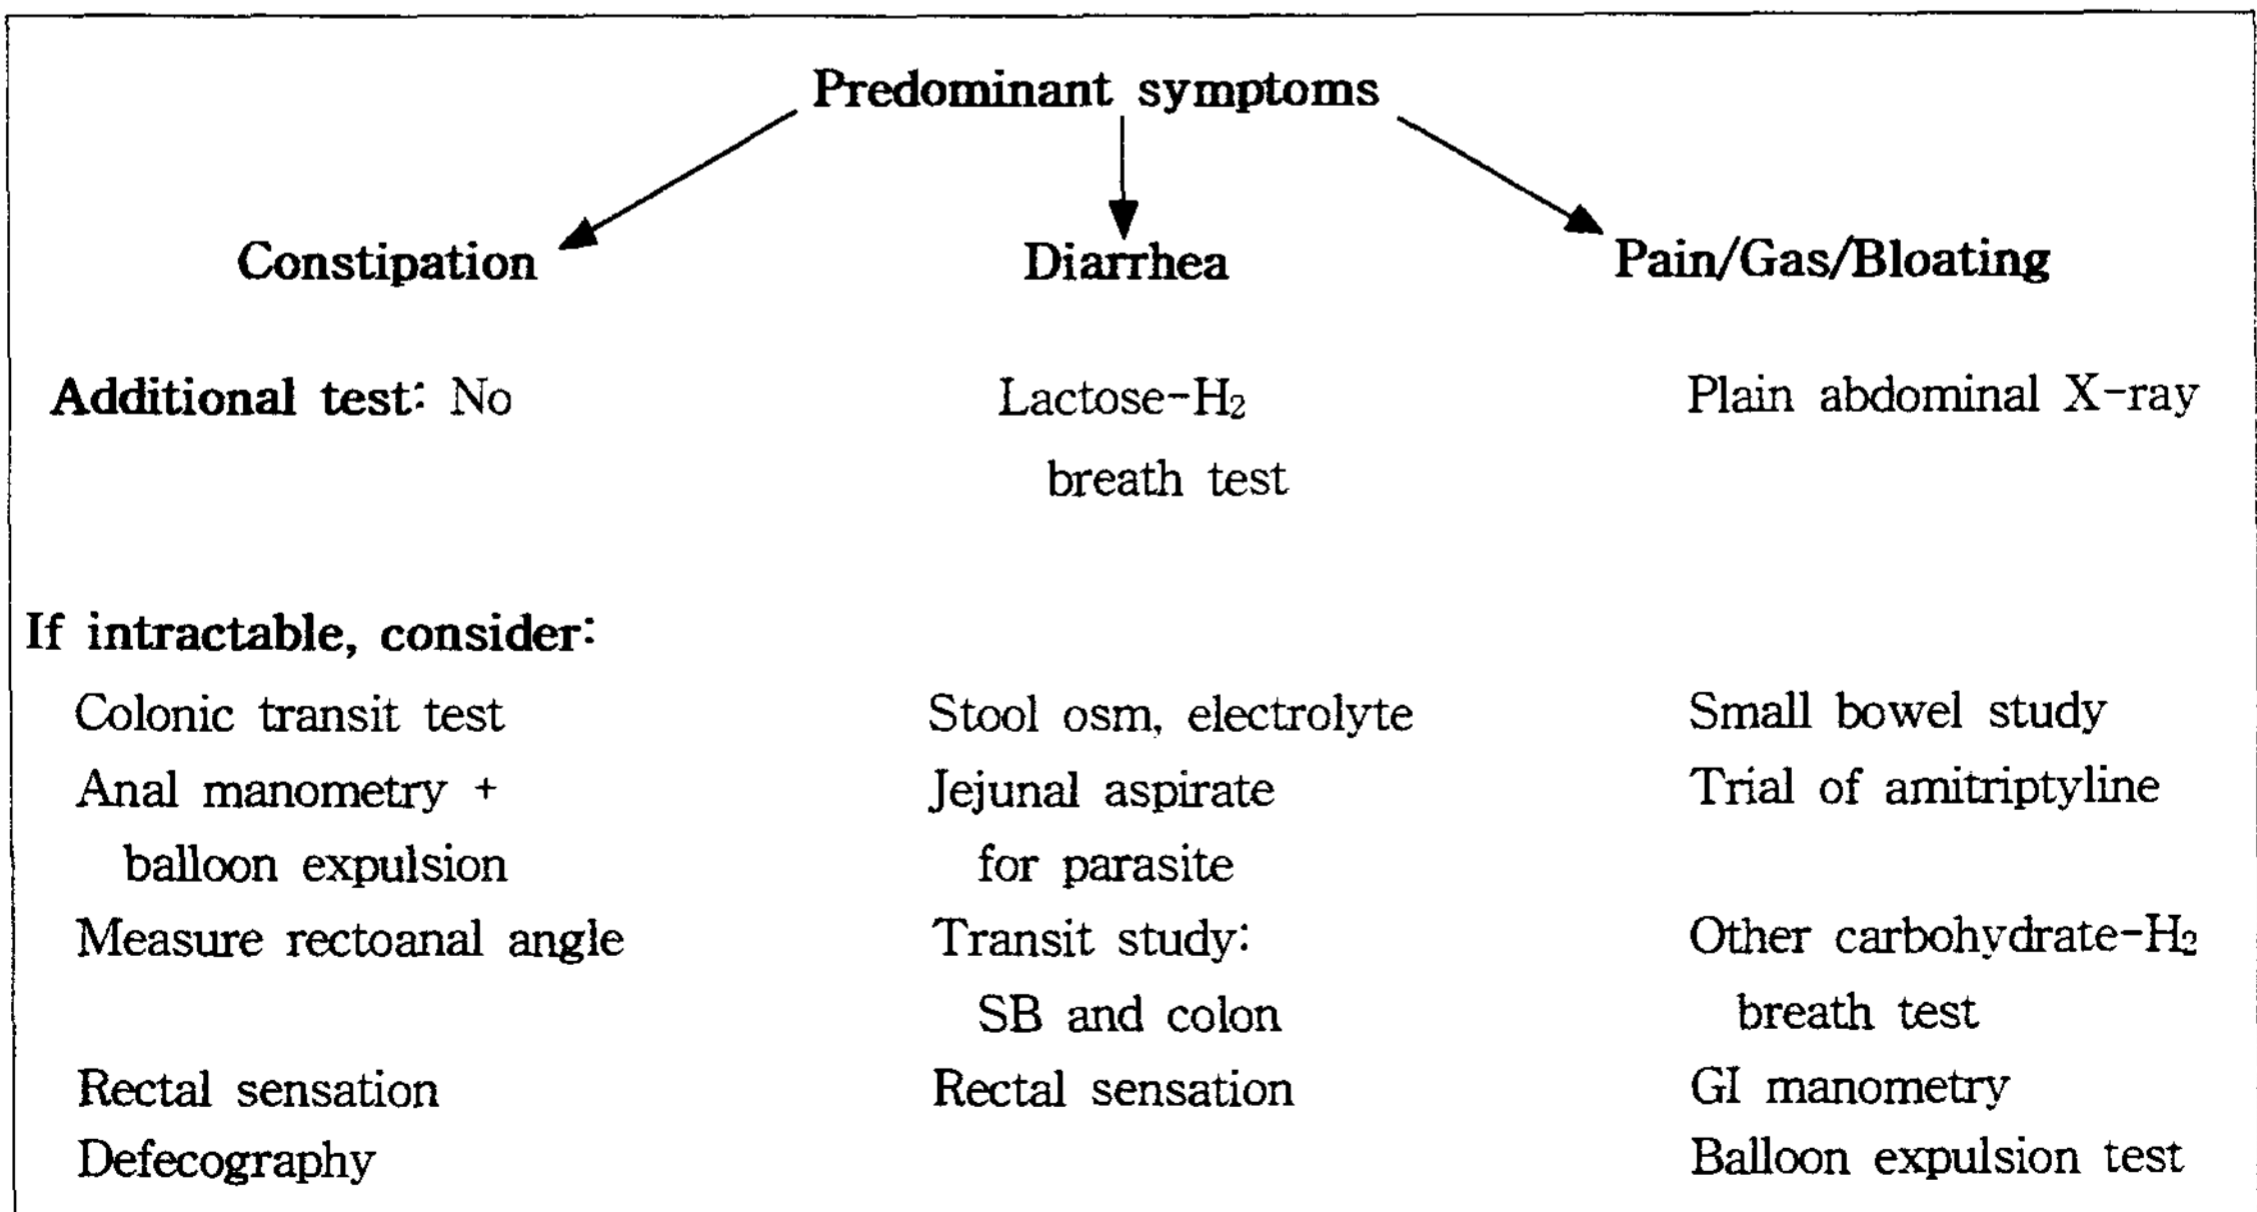 Predominant symptoms
Constipation
Diarrhea
Pain/Gas/Bloating
Additional test: No
Lactose-H₂
breath test
Plain abdominal X-ray
If intractable, consider:
Colonic transit test
Anal manometry +
balloon expulsion
Measure rectoanal angle
Rectal sensation
Defecography
Stool osm, electrolyte
Jejunal aspirate
for parasite
Transit study:
SB and colon
Rectal sensation
Small bowel study
Trial of amitriptyline
Other carbohydrate-H₂
breath test
GI manometry
Balloon expulsion test